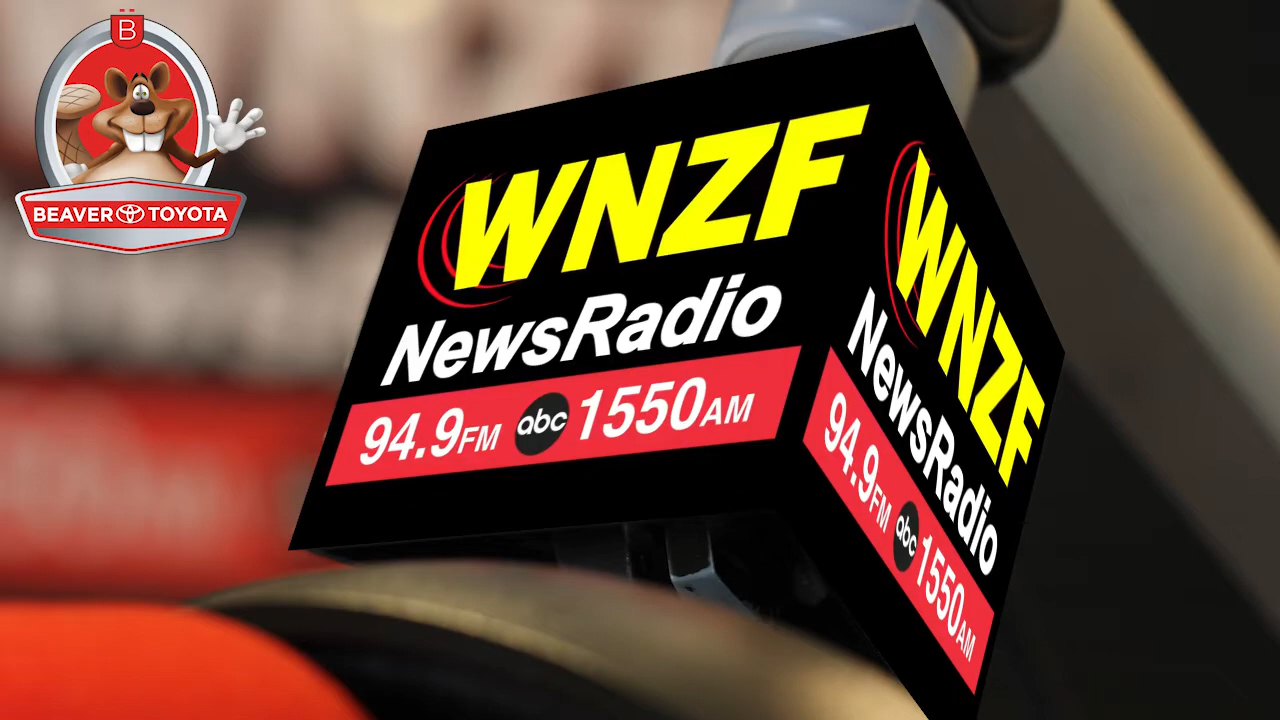 B̈
BEAVER TOYOTA
WNZF
NewsRadio
94.9FM abc 1550AM
WNZF
NewsRadio
94.9FM abc 1550AM